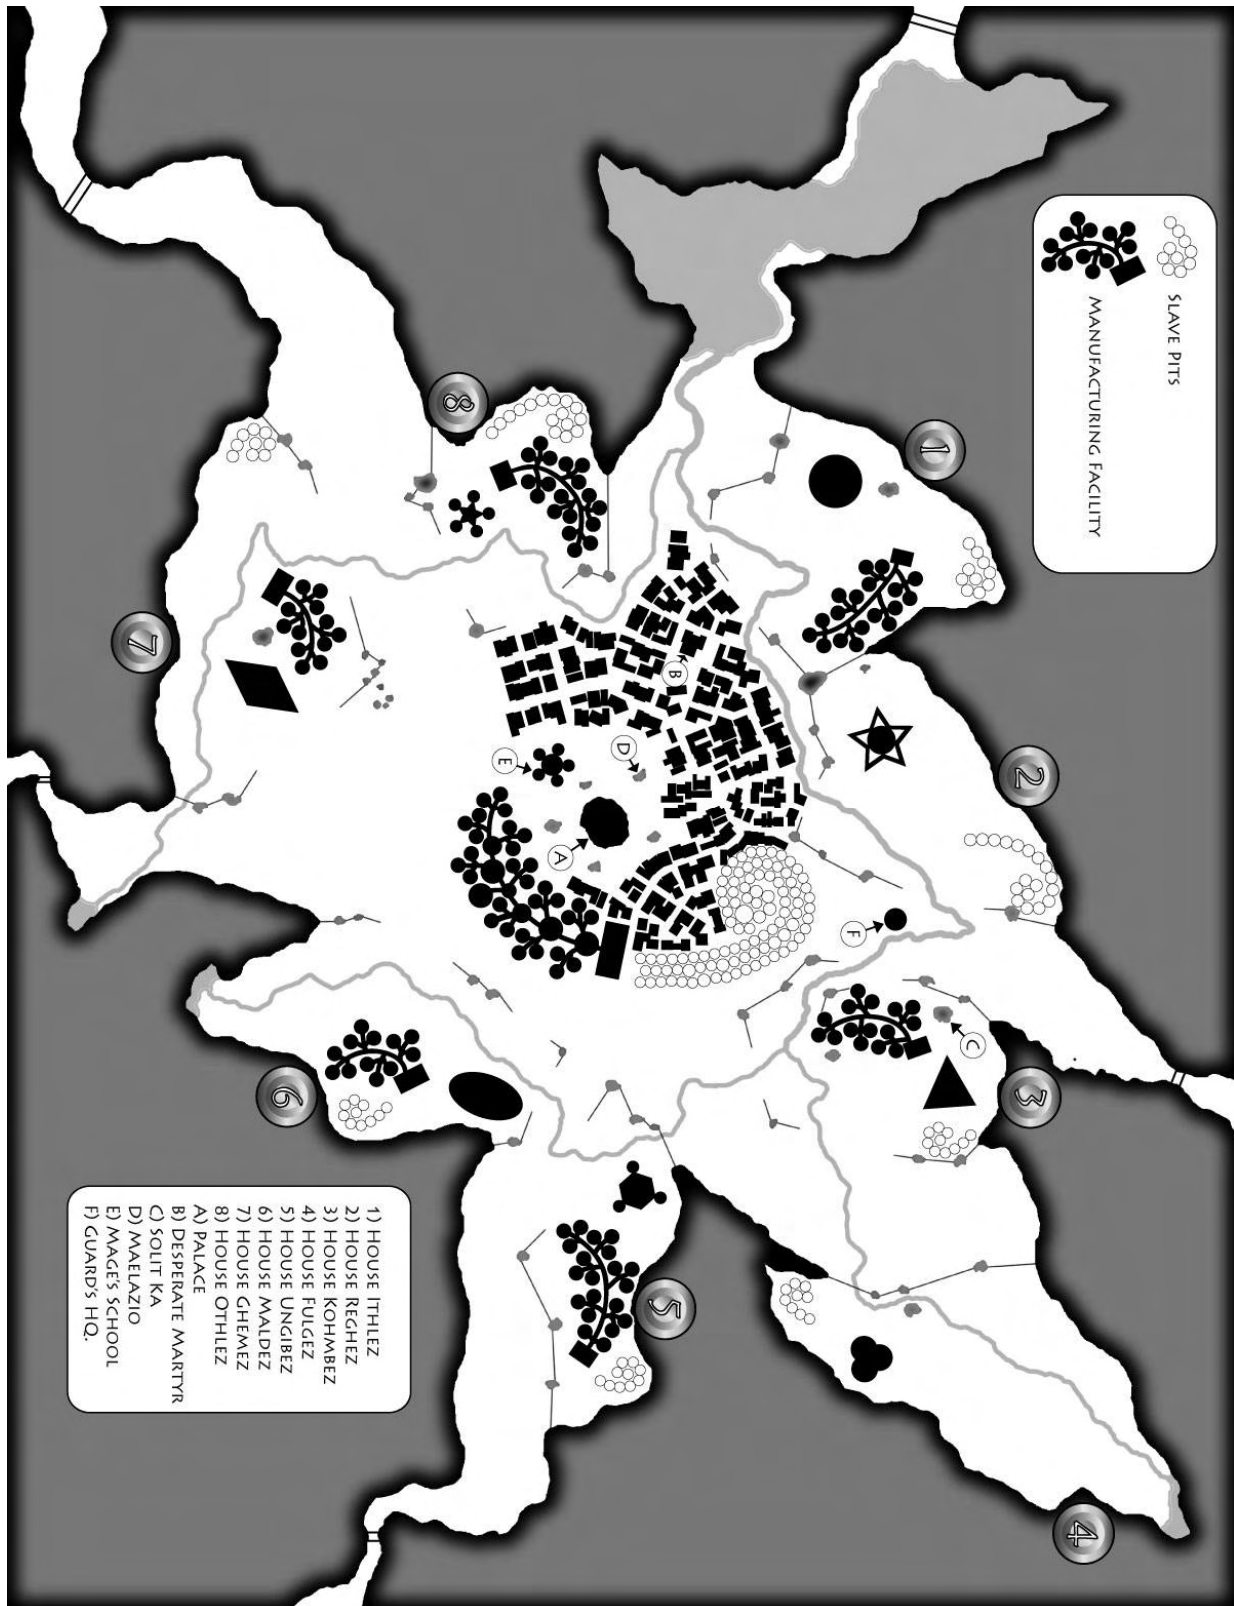 Slave Pits
Manufacturing Facility
1
2
3
4
5
6
7
8
A
B
C
D
E
F
1) House Ithlez
2) House Reghez
3) House Kohmbez
4) House Fulgez
5) House Ungibez
6) House Maldez
7) House Ghemez
8) House Othlez
A) Palace
B) Desperate Martyr
C) Solit Ka
D) Maelazio
E) Mage's School
F) Guard's HQ.